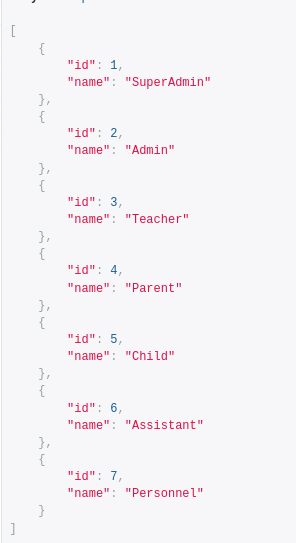 [
    {
        "id": 1,
        "name": "SuperAdmin"
    },
    {
        "id": 2,
        "name": "Admin"
    },
    {
        "id": 3,
        "name": "Teacher"
    },
    {
        "id": 4,
        "name": "Parent"
    },
    {
        "id": 5,
        "name": "Child"
    },
    {
        "id": 6,
        "name": "Assistant"
    },
    {
        "id": 7,
        "name": "Personnel"
    }
]